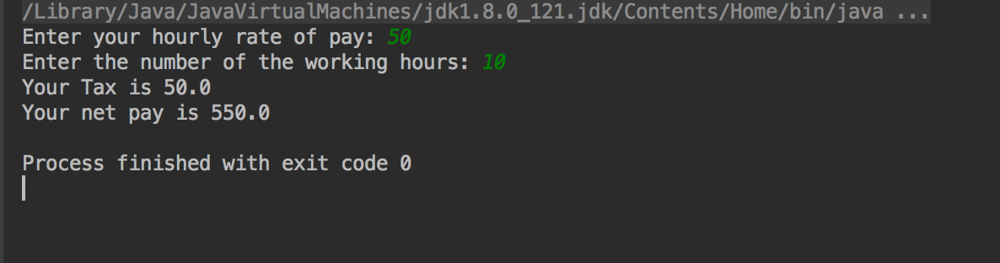 /Library/Java/JavaVirtualMachines/jdk1.8.0_121.jdk/Contents/Home/bin/java ...
Enter your hourly rate of pay: 50
Enter the number of the working hours: 10
Your Tax is 50.0
Your net pay is 550.0
Process finished with exit code 0